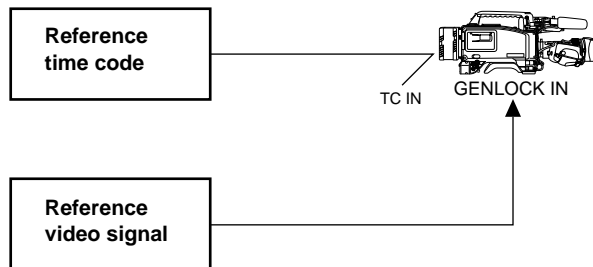 Reference
time code
TC IN
GENLOCK IN
Reference
video signal